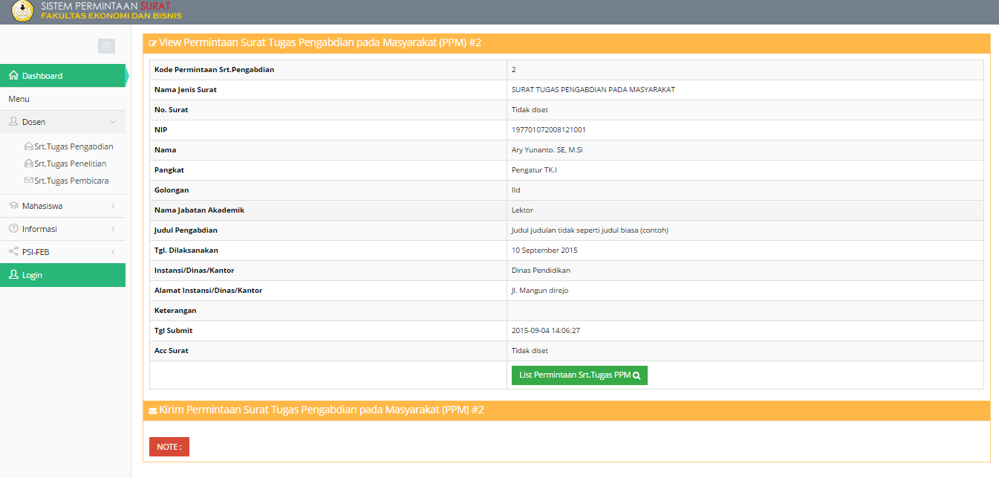 SISTEM PERMINTAAN SURAT
FAKULTAS EKONOMI DAN BISNIS
Dashboard
Menu
Dosen
Srt.Tugas Pengabdian
Srt.Tugas Penelitian
Srt.Tugas Pembicara
Mahasiswa
Informasi
PSI-FEB
Login
View Permintaan Surat Tugas Pengabdian pada Masyarakat (PPM) #2
Kode Permintaan Srt.Pengabdian 2
Nama Jenis Surat SURAT TUGAS PENGABDIAN PADA MASYARAKAT
No. Surat Tidak diset
NIP 197701072008121001
Nama Ary Yunanto. SE, M.Si
Pangkat Pengatur TK.I
Golongan IId
Nama Jabatan Akademik Lektor
Judul Pengabdian Judul judulan tidak seperti judul biasa (contoh)
Tgl. Dilaksanakan 10 September 2015
Instansi/Dinas/Kantor Dinas Pendidikan
Alamat Instansi/Dinas/Kantor Jl. Mangun direjo
Keterangan
Tgl Submit 2015-09-04 14:06:27
Acc Surat Tidak diset
List Permintaan Srt.Tugas PPM
Kirim Permintaan Surat Tugas Pengabdian pada Masyarakat (PPM) #2
NOTE :